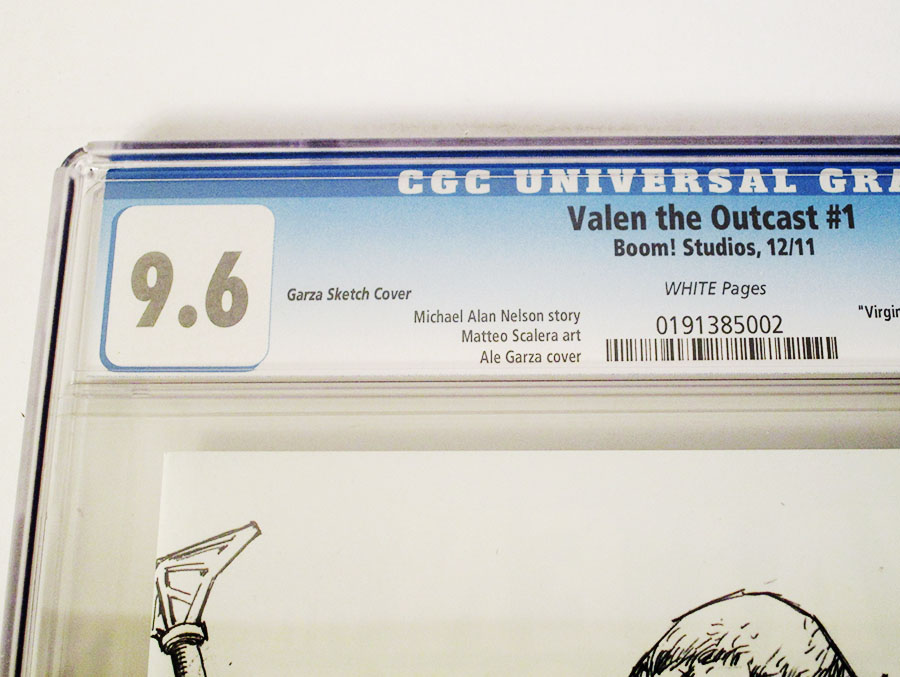 CGC UNIVERSAL GRA
Valen the Outcast #1
Boom! Studios, 12/11
9.6
Garza Sketch Cover
WHITE Pages
Michael Alan Nelson story
Matteo Scalera art
Ale Garza cover
0191385002
"Virgin